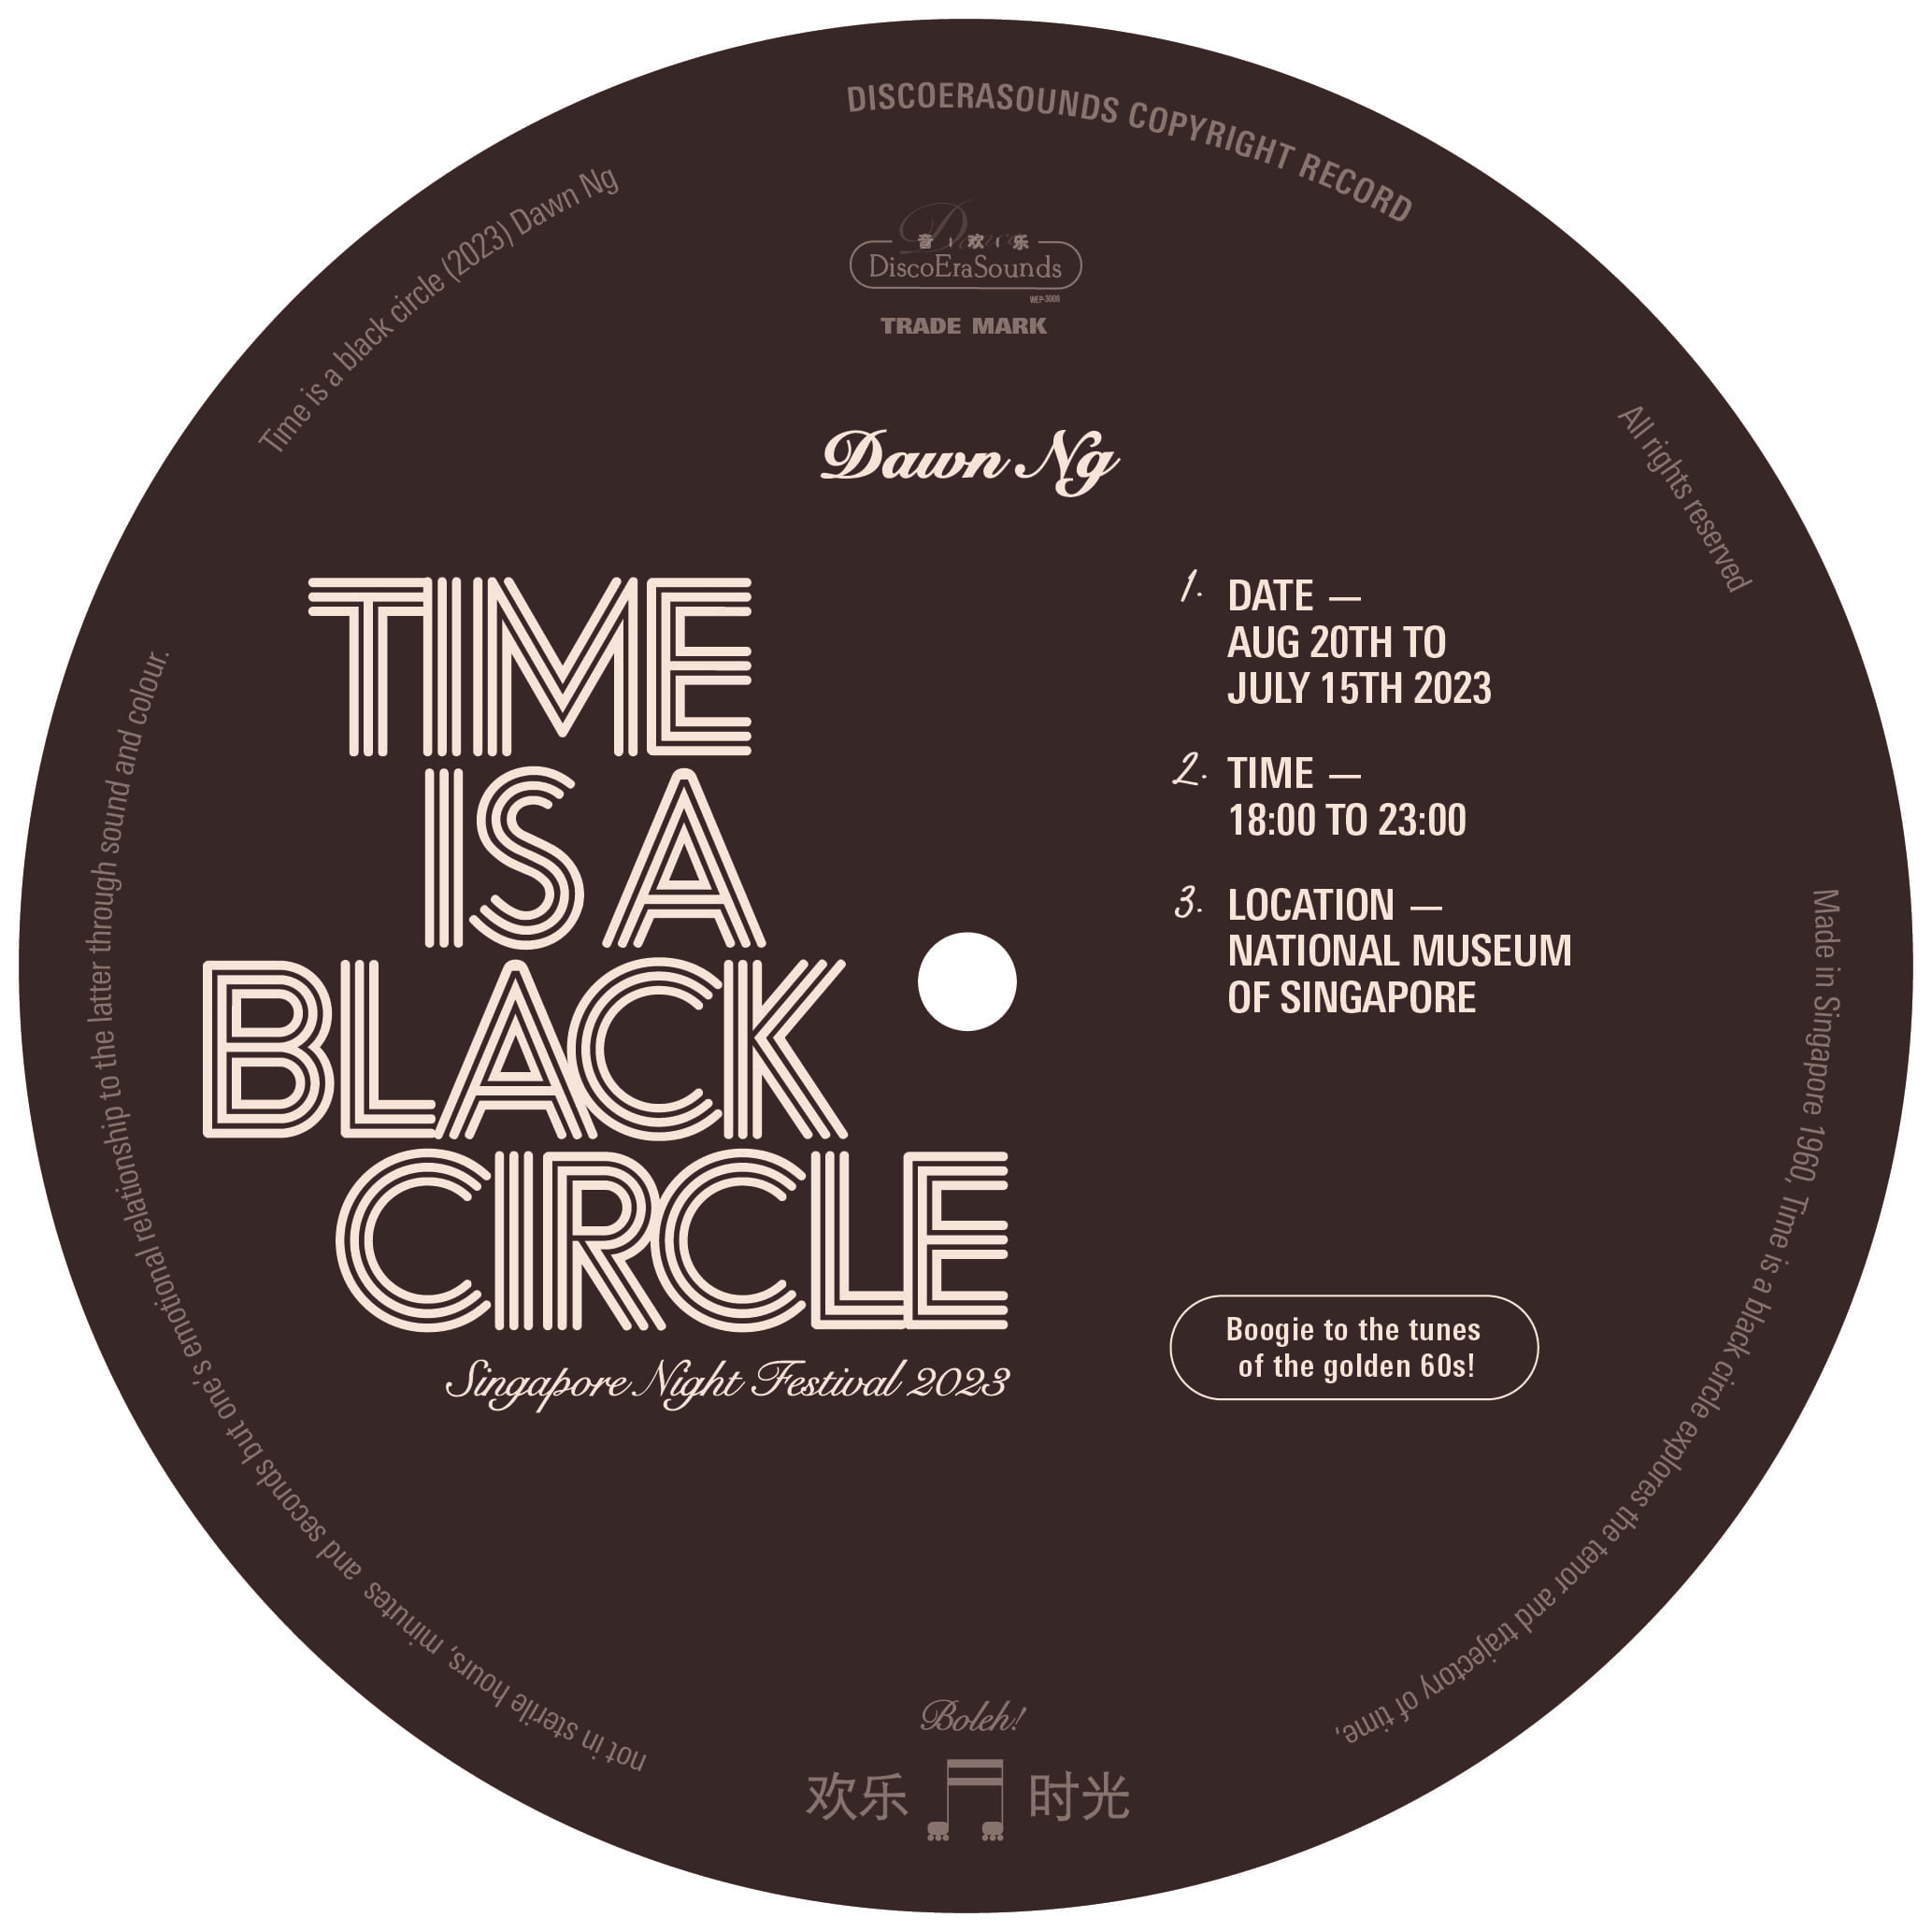 DISCOERASOUNDS COPYRIGHT RECORD
Time is a black circle (2023) Dawn Ng
音 欢 乐
DiscoEraSounds
WEP-3008
TRADE MARK
Dawn Ng
All rights reserved
TIME
IS A
BLACK
CIRCLE
Singapore Night Festival 2023
1. DATE —
AUG 20TH TO
JULY 15TH 2023
2. TIME —
18:00 TO 23:00
3. LOCATION —
NATIONAL MUSEUM
OF SINGAPORE
Boogie to the tunes
of the golden 60s!
Made in Singapore 1960, Time is a black circle explores the tenor and trajectory of time,
not in sterile hours, minutes and seconds but one's emotional relationship to the latter through sound and colour.
Boleh!
欢乐 时光